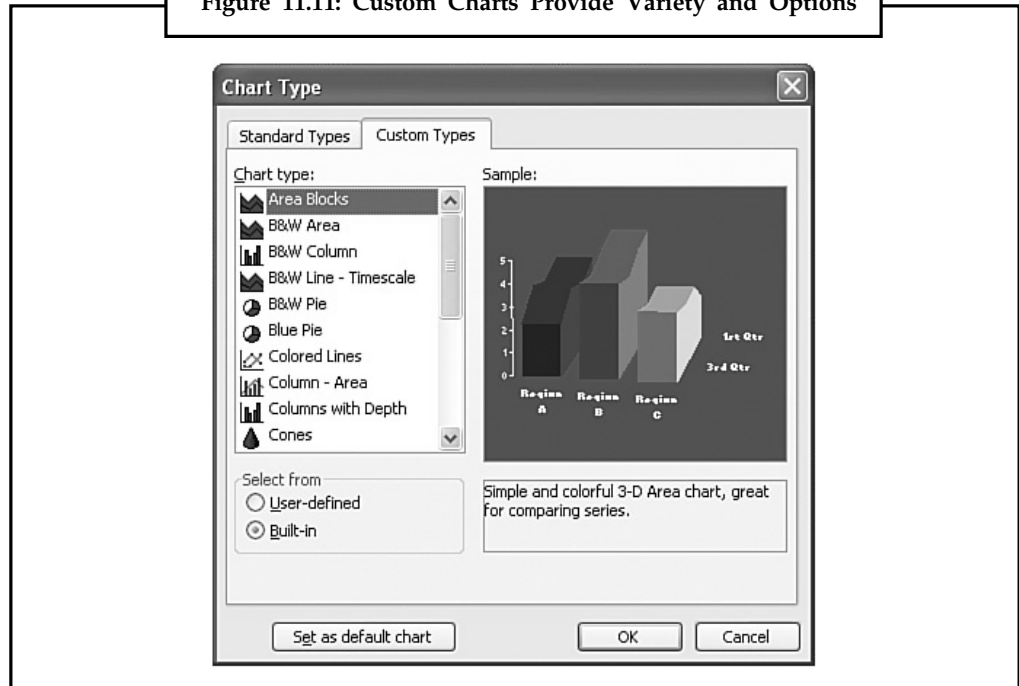 Figure 11.11: Custom Charts Provide Variety and Options
Chart Type
Standard Types
Custom Types
Chart type:
Area Blocks
B&W Area
B&W Column
B&W Line - Timescale
B&W Pie
Blue Pie
Colored Lines
Column - Area
Columns with Depth
Cones
Sample:
5
4
3
2
1
0
Region A
Region B
Region C
1st Qtr
3rd Qtr
Select from
User-defined
Built-in
Simple and colorful 3-D Area chart, great
for comparing series.
Set as default chart
OK
Cancel